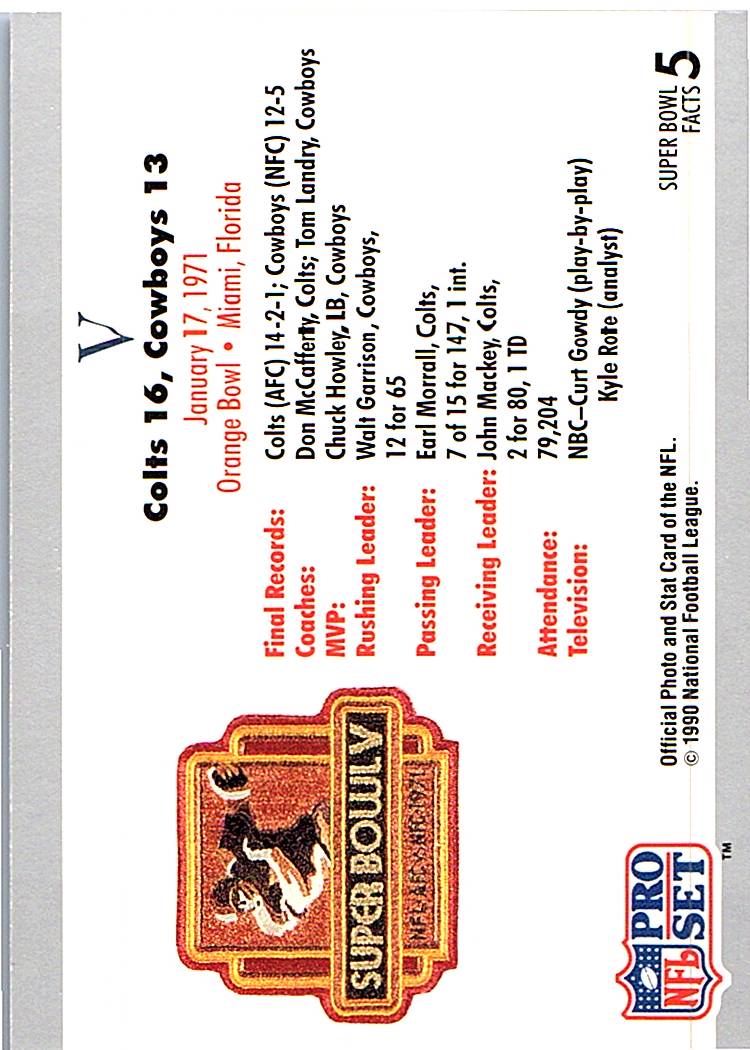 V
Colts 16, Cowboys 13
January 17, 1971
Orange Bowl • Miami, Florida
Final Records: Colts (AFC) 14-2-1; Cowboys (NFC) 12-5
Coaches: Don McCafferty, Colts; Tom Landry, Cowboys
MVP: Chuck Howley, LB, Cowboys
Rushing Leader: Walt Garrison, Cowboys,
12 for 65
Passing Leader: Earl Morrall, Colts,
7 of 15 for 147, 1 int.
Receiving Leader: John Mackey, Colts,
2 for 80, 1 TD
Attendance: 79,204
Television: NBC–Curt Gowdy (play-by-play)
Kyle Rote (analyst)
SUPER BOWL V
NFL·AFC v NFC·1971
Official Photo and Stat Card of the NFL.
© 1990 National Football League.
NFL
PRO
SET
TM
SUPER BOWL
FACTS 5